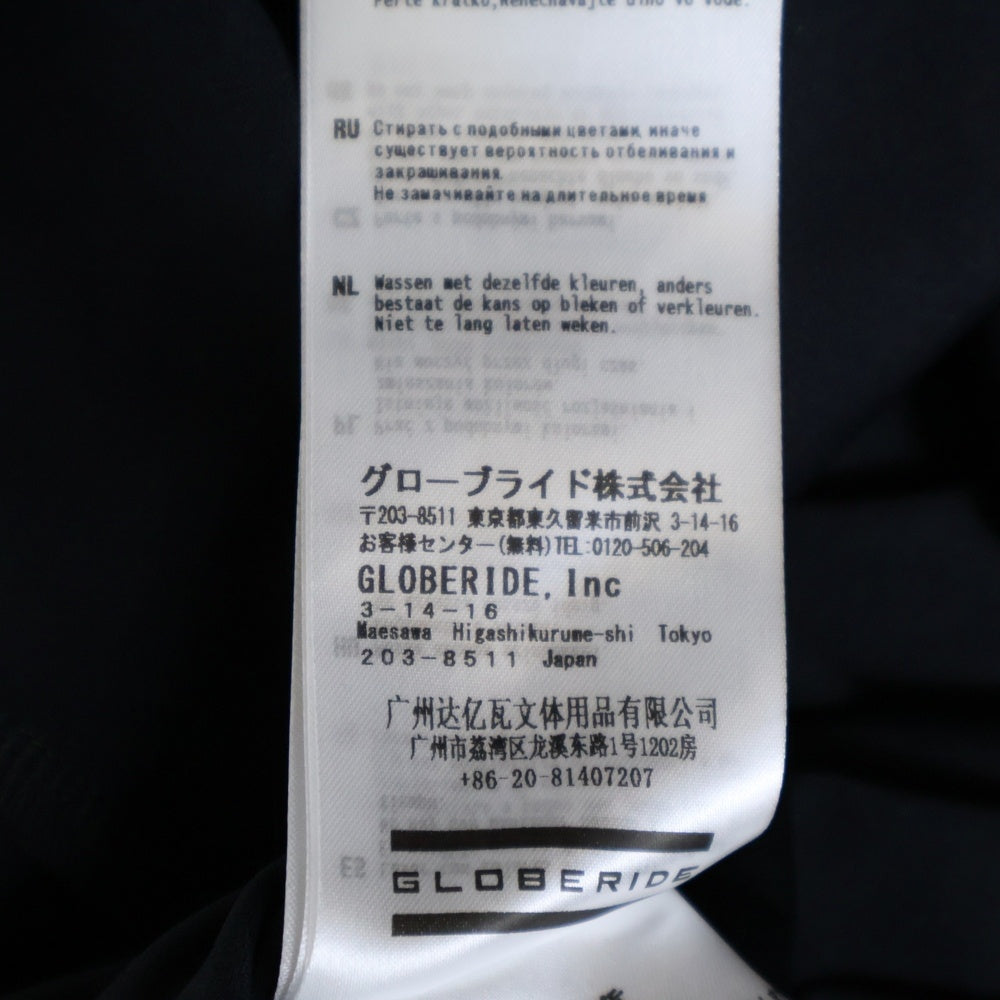 Perte krátko, Nenechávajte dlho vo vode.
RU Стирать с подобными цветами, иначе
существует вероятность отбеливания и
закрашивания.
Не замачивайте на длительное время
NL Wassen met dezelfde kleuren, anders
bestaat de kans op bleken of verkleuren.
Niet te lang laten weken.
グローブライド株式会社
〒203-8511 東京都東久留米市前沢 3-14-16
お客様センター(無料)TEL:0120-506-204
GLOBERIDE, Inc
3-14-16
Maesawa Higashikurume-shi Tokyo
203-8511 Japan
广州达亿瓦文体用品有限公司
广州市荔湾区龙溪东路1号1202房
+86-20-81407207
GLOBERIDE